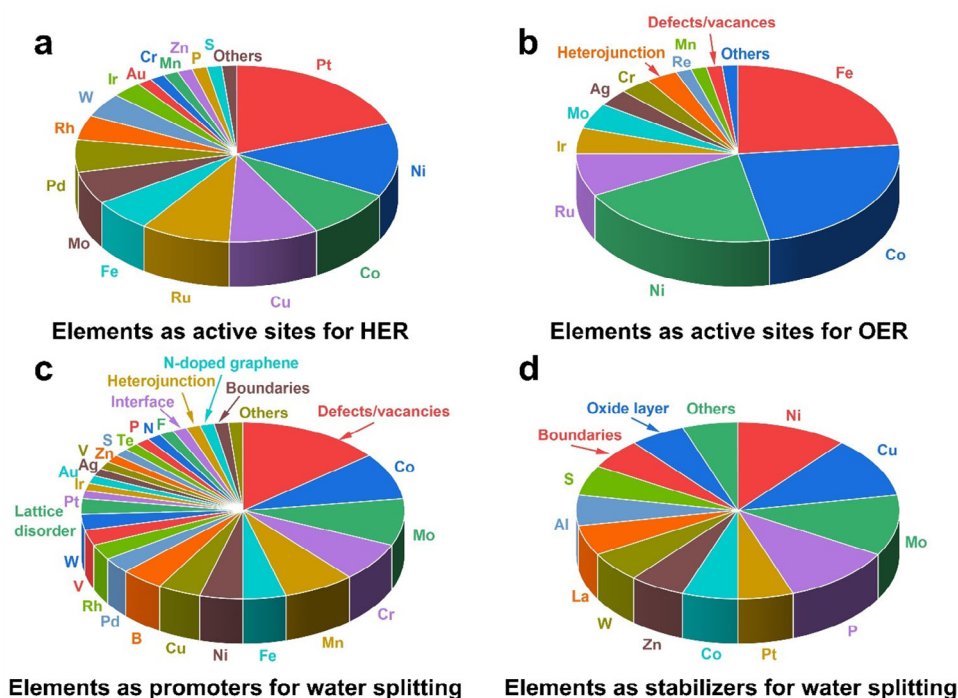 a
Pt
Ni
Co
Cu
Ru
Fe
Mo
Pd
Rh
W
Ir
Au
Cr
Mn
Zn
P
S
Others
Elements as active sites for HER
b
Fe
Co
Ni
Ru
Ir
Mo
Ag
Cr
Heterojunction
Re
Mn
Defects/vacances
Others
Elements as active sites for OER
c
Defects/vacancies
Co
Mo
Cr
Mn
Fe
Ni
Cu
B
Pd
Rh
V
W
Lattice
disorder
Pt
Ir
Au
Ag
V
Zn
S
Te
P
N
F
Interface
Heterojunction
N-doped graphene
Boundaries
Others
Elements as promoters for water splitting
d
Ni
Cu
Mo
P
Pt
Co
Zn
W
La
Al
S
Boundaries
Oxide layer
Others
Elements as stabilizers for water splitting